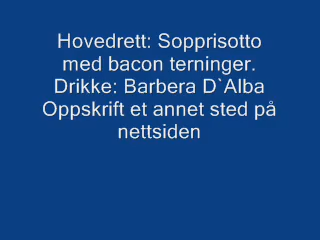 Hovedrett: Sopprisotto
med bacon terninger.
Drikke: Barbera D`Alba
Oppskrift et annet sted på
nettsiden